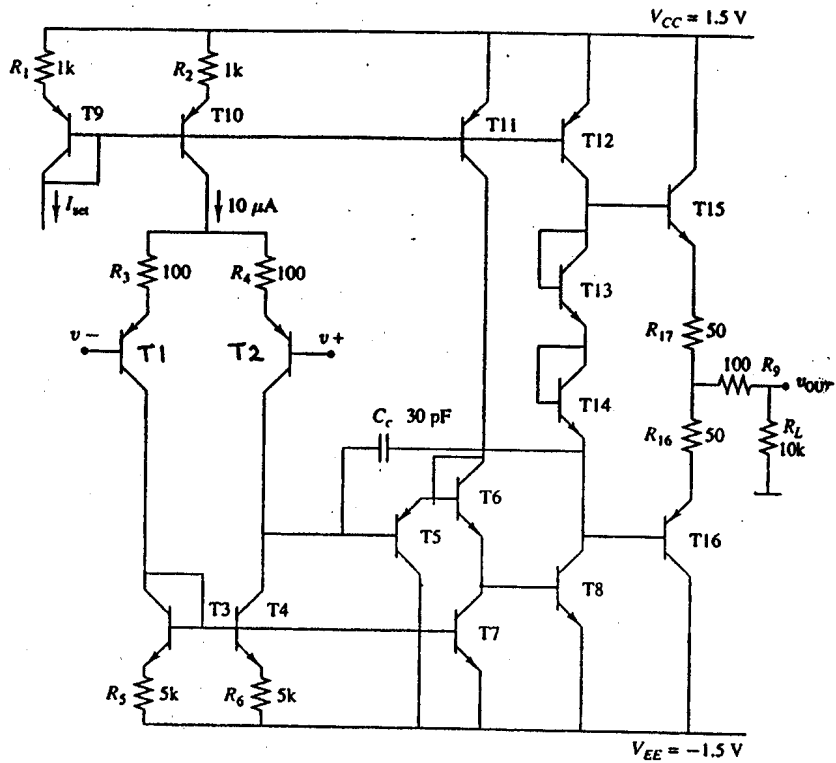 V_CC = 1.5 V
R_1 1k
R_2 1k
T9
T10
T11
T12
I_set
10 μA
T15
R_3 100
R_4 100
T13
v−
T1
T2
v+
R_17 50
100 R_9
v_OUT
C_c 30 pF
T14
R_16 50
R_L
10k
T5
T6
T16
T8
T3
T4
T7
R_5 5k
R_6 5k
V_EE = −1.5 V